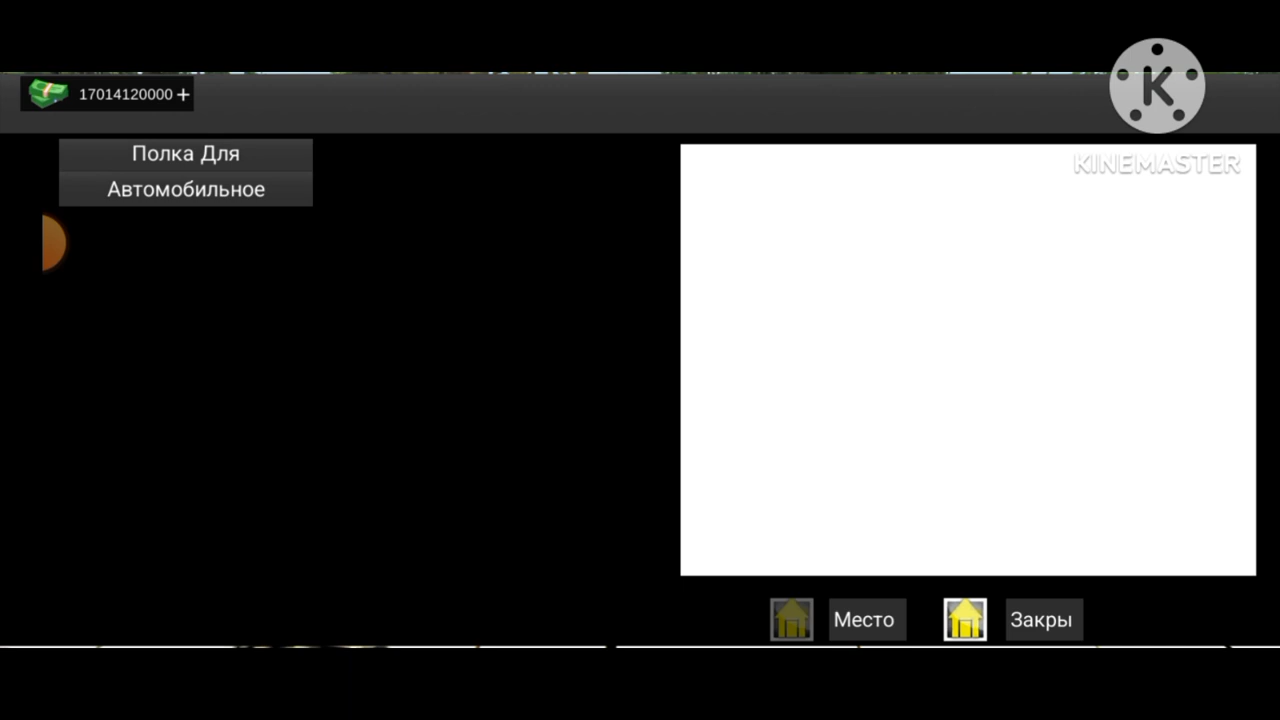 K
17014120000 +
KINEMASTER
Полка Для
Автомобильное
Место
Закры